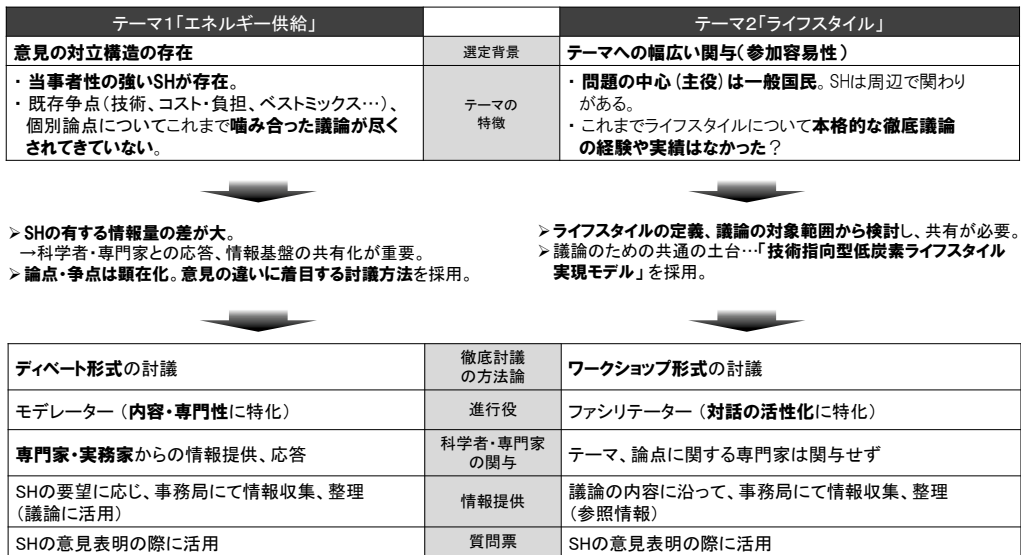 テーマ1「エネルギー供給」
テーマ2「ライフスタイル」
意見の対立構造の存在
選定背景
テーマへの幅広い関与(参加容易性)
・当事者性の強いSHが存在。
・既存争点(技術、コスト・負担、ベストミックス…)、
個別論点についてこれまで噛み合った議論が尽く
されてきていない。
テーマの
特徴
・問題の中心(主役)は一般国民。SHは周辺で関わり
がある。
・これまでライフスタイルについて本格的な徹底議論
の経験や実績はなかった?
➢SHの有する情報量の差が大。
→科学者・専門家との応答、情報基盤の共有化が重要。
➢論点・争点は顕在化。意見の違いに着目する討議方法を採用。
➢ライフスタイルの定義、議論の対象範囲から検討し、共有が必要。
➢議論のための共通の土台…「技術指向型低炭素ライフスタイル
実現モデル」を採用。
ディベート形式の討議
徹底討議
の方法論
ワークショップ形式の討議
モデレーター(内容・専門性に特化)
進行役
ファシリテーター(対話の活性化に特化)
専門家・実務家からの情報提供、応答
科学者・専門家
の関与
テーマ、論点に関する専門家は関与せず
SHの要望に応じ、事務局にて情報収集、整理
(議論に活用)
情報提供
議論の内容に沿って、事務局にて情報収集、整理
(参照情報)
SHの意見表明の際に活用
質問票
SHの意見表明の際に活用